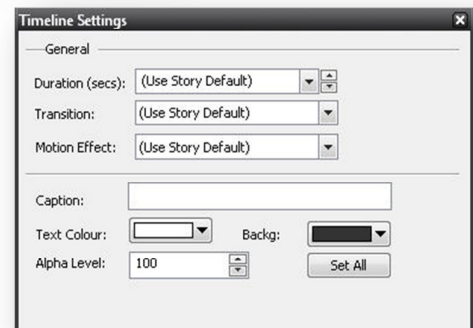 Timeline Settings
General
Duration (secs): (Use Story Default)
Transition: (Use Story Default)
Motion Effect: (Use Story Default)
Caption:
Text Colour: Backg:
Alpha Level: 100 Set All